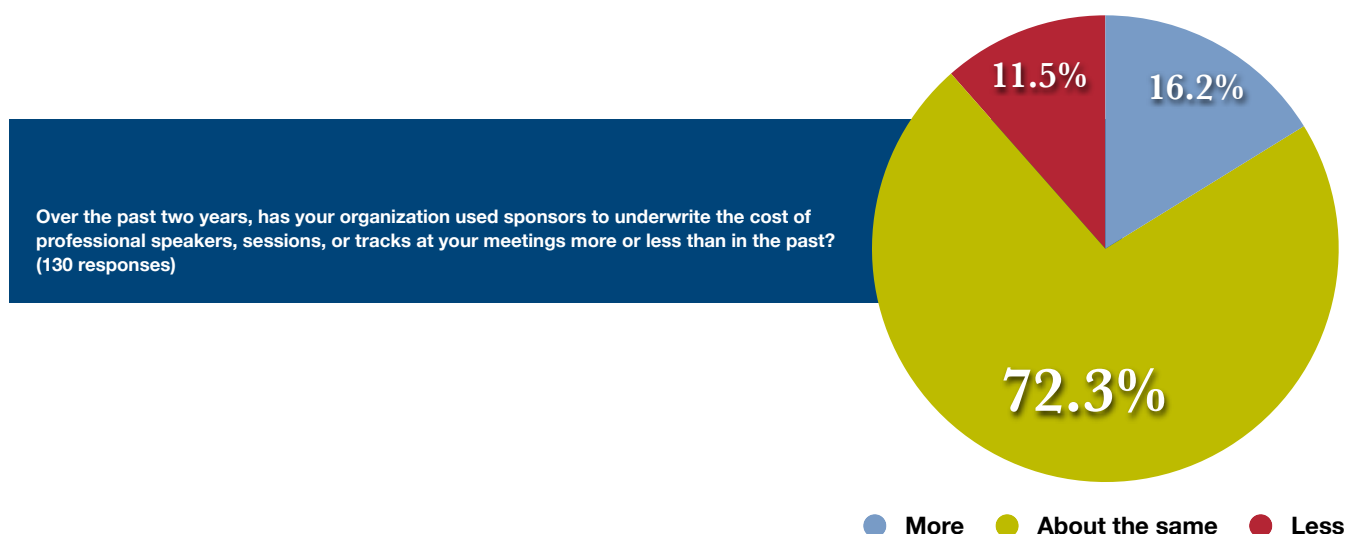 11.5%
16.2%
Over the past two years, has your organization used sponsors to underwrite the cost of
professional speakers, sessions, or tracks at your meetings more or less than in the past?
(130 responses)
72.3%
More About the same Less